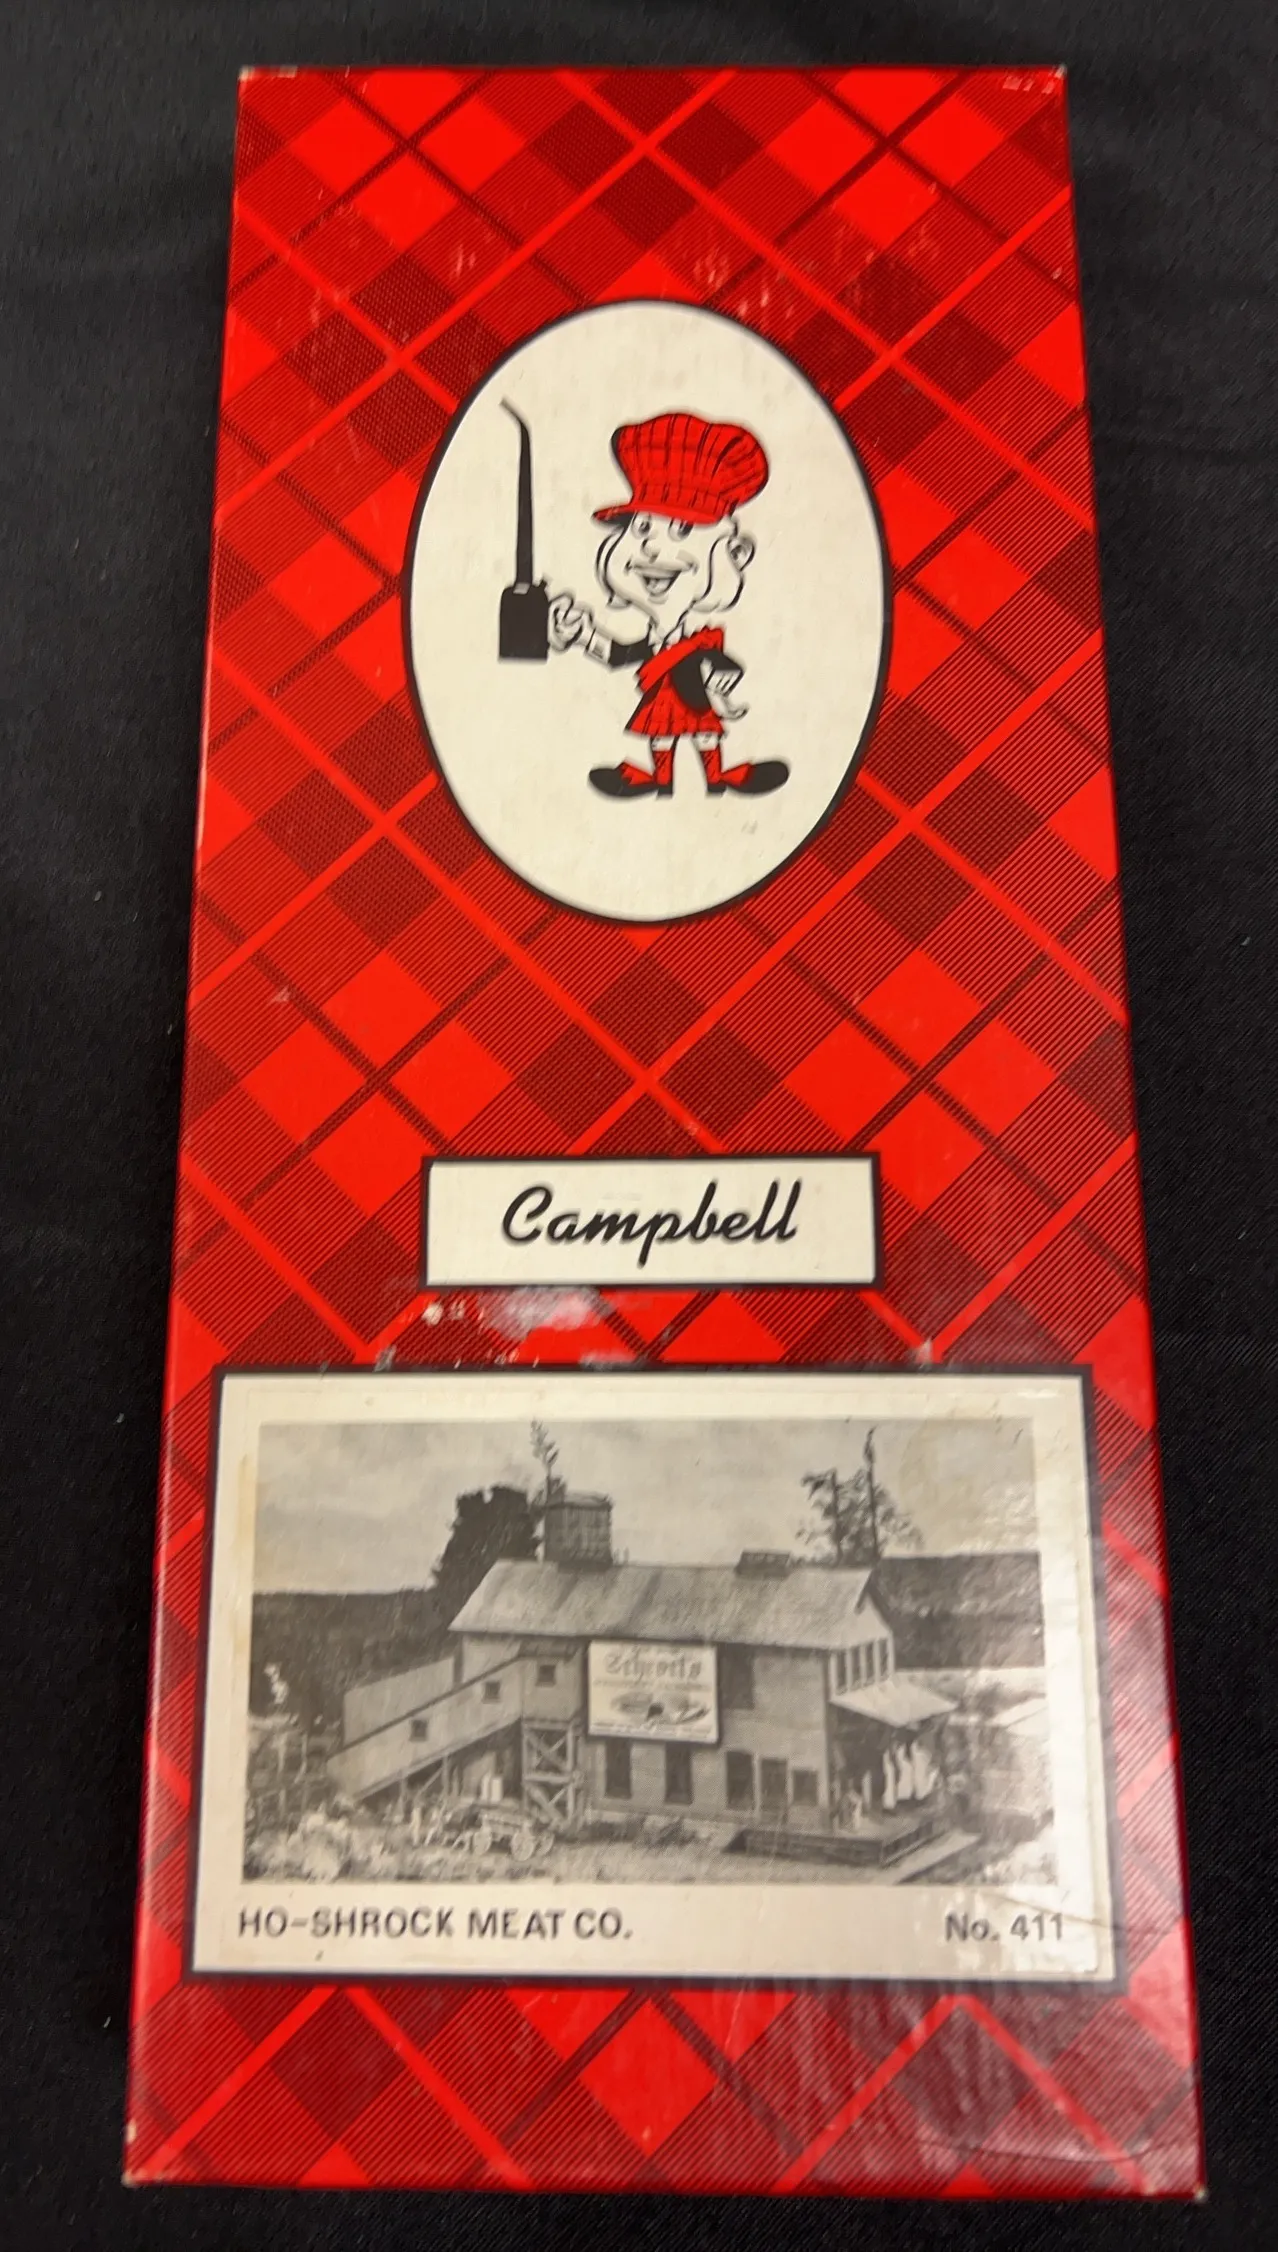 Campbell
HO-SHROCK MEAT CO.
No. 411